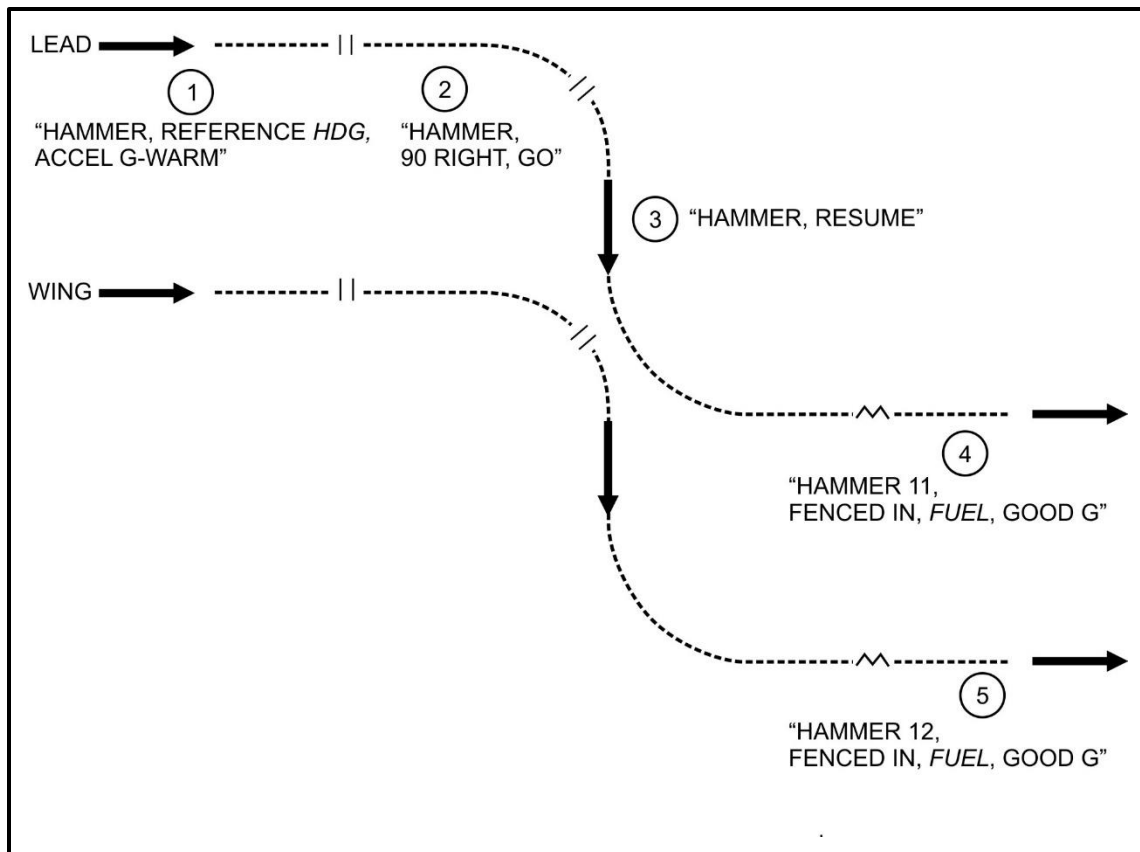 LEAD
1
2
“HAMMER, REFERENCE HDG,
ACCEL G-WARM”
“HAMMER,
90 RIGHT, GO”
3
“HAMMER, RESUME”
WING
4
“HAMMER 11,
FENCED IN, FUEL, GOOD G”
5
“HAMMER 12,
FENCED IN, FUEL, GOOD G”